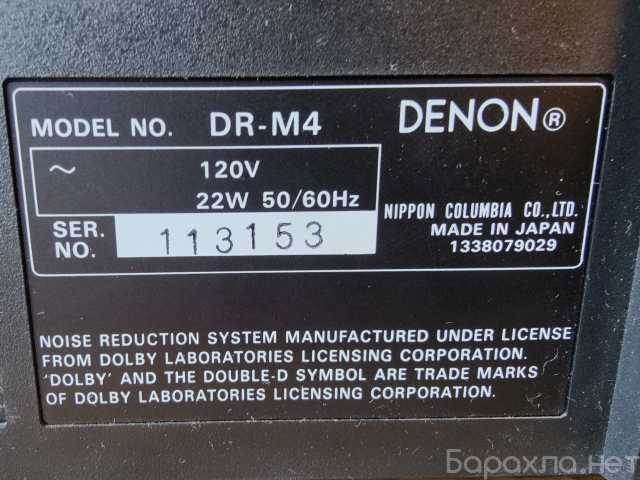 MODEL NO. DR-M4 DENON®
~ 120V
22W 50/60Hz
SER. NO. 113153
NIPPON COLUMBIA CO.,LTD.
MADE IN JAPAN
1338079029
NOISE REDUCTION SYSTEM MANUFACTURED UNDER LICENSE
FROM DOLBY LABORATORIES LICENSING CORPORATION.
'DOLBY' AND THE DOUBLE-D SYMBOL ARE TRADE MARKS
OF DOLBY LABORATORIES LICENSING CORPORATION.
Барахла.нет